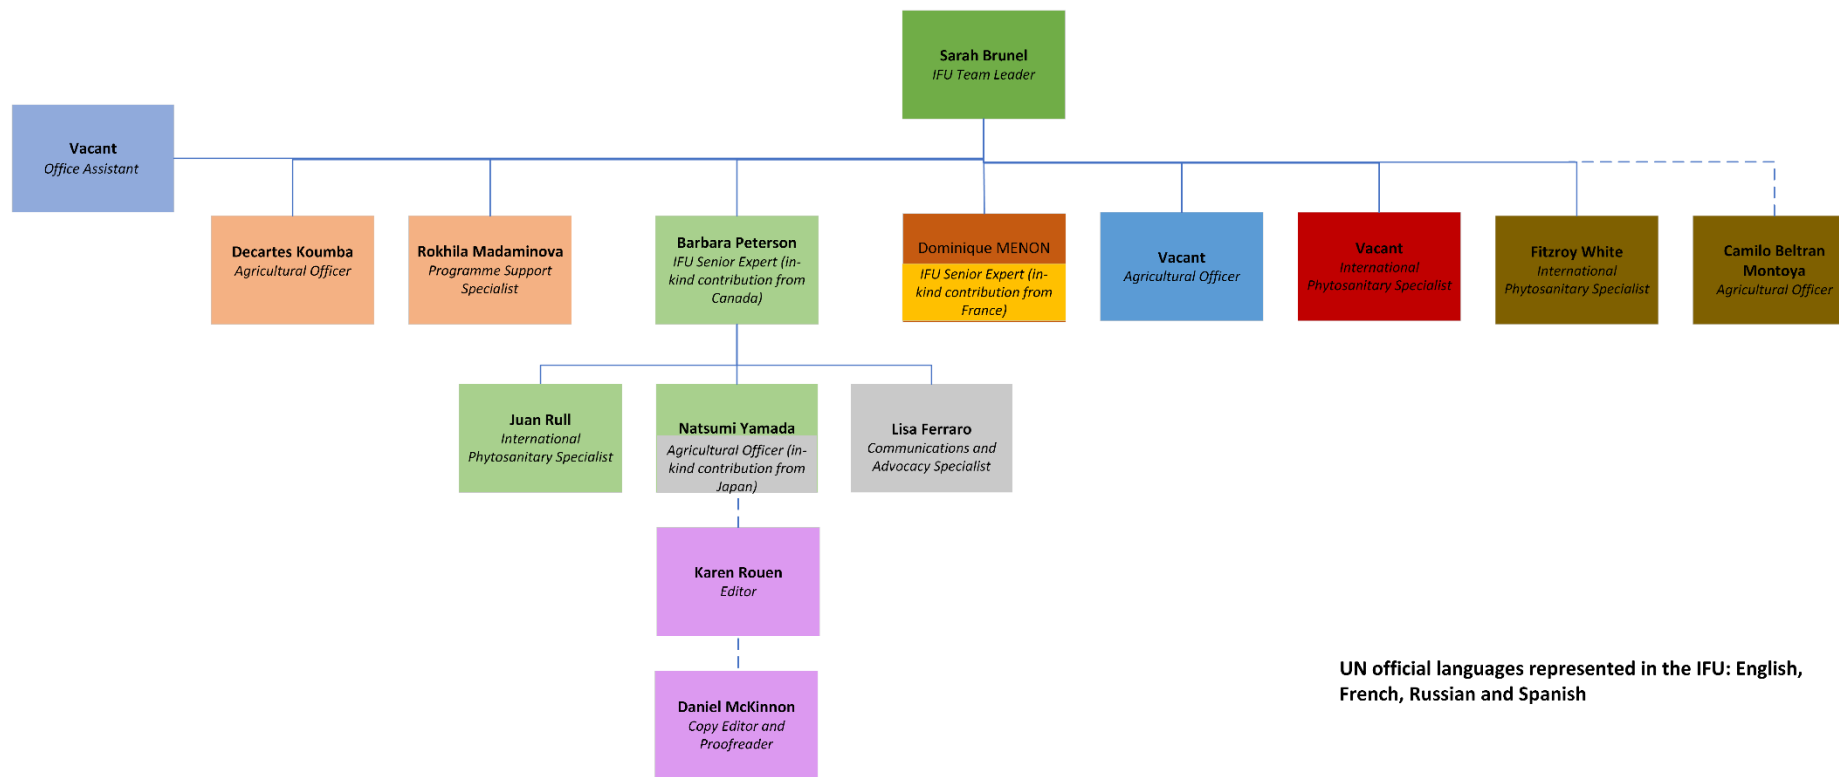 Sarah Brunel
IFU Team Leader
Vacant
Office Assistant
Decartes Koumba
Agricultural Officer
Rokhila Madaminova
Programme Support
Specialist
Barbara Peterson
IFU Senior Expert (in-
kind contribution from
Canada)
Dominique MENON
IFU Senior Expert (in-
kind contribution from
France)
Vacant
Agricultural Officer
Vacant
International
Phytosanitary Specialist
Fitzroy White
International
Phytosanitary Specialist
Camilo Beltran
Montoya
Agricultural Officer
Juan Rull
International
Phytosanitary Specialist
Natsumi Yamada
Agricultural Officer (in-
kind contribution from
Japan)
Lisa Ferraro
Communications and
Advocacy Specialist
Karen Rouen
Editor
Daniel McKinnon
Copy Editor and
Proofreader
UN official languages represented in the IFU: English,
French, Russian and Spanish